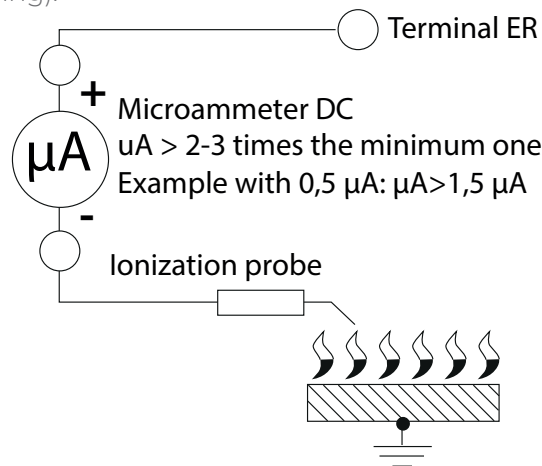 Terminal ER
+
Microammeter DC
µA
uA > 2-3 times the minimum one
Example with 0,5 µA: µA>1,5 µA
-
Ionization probe